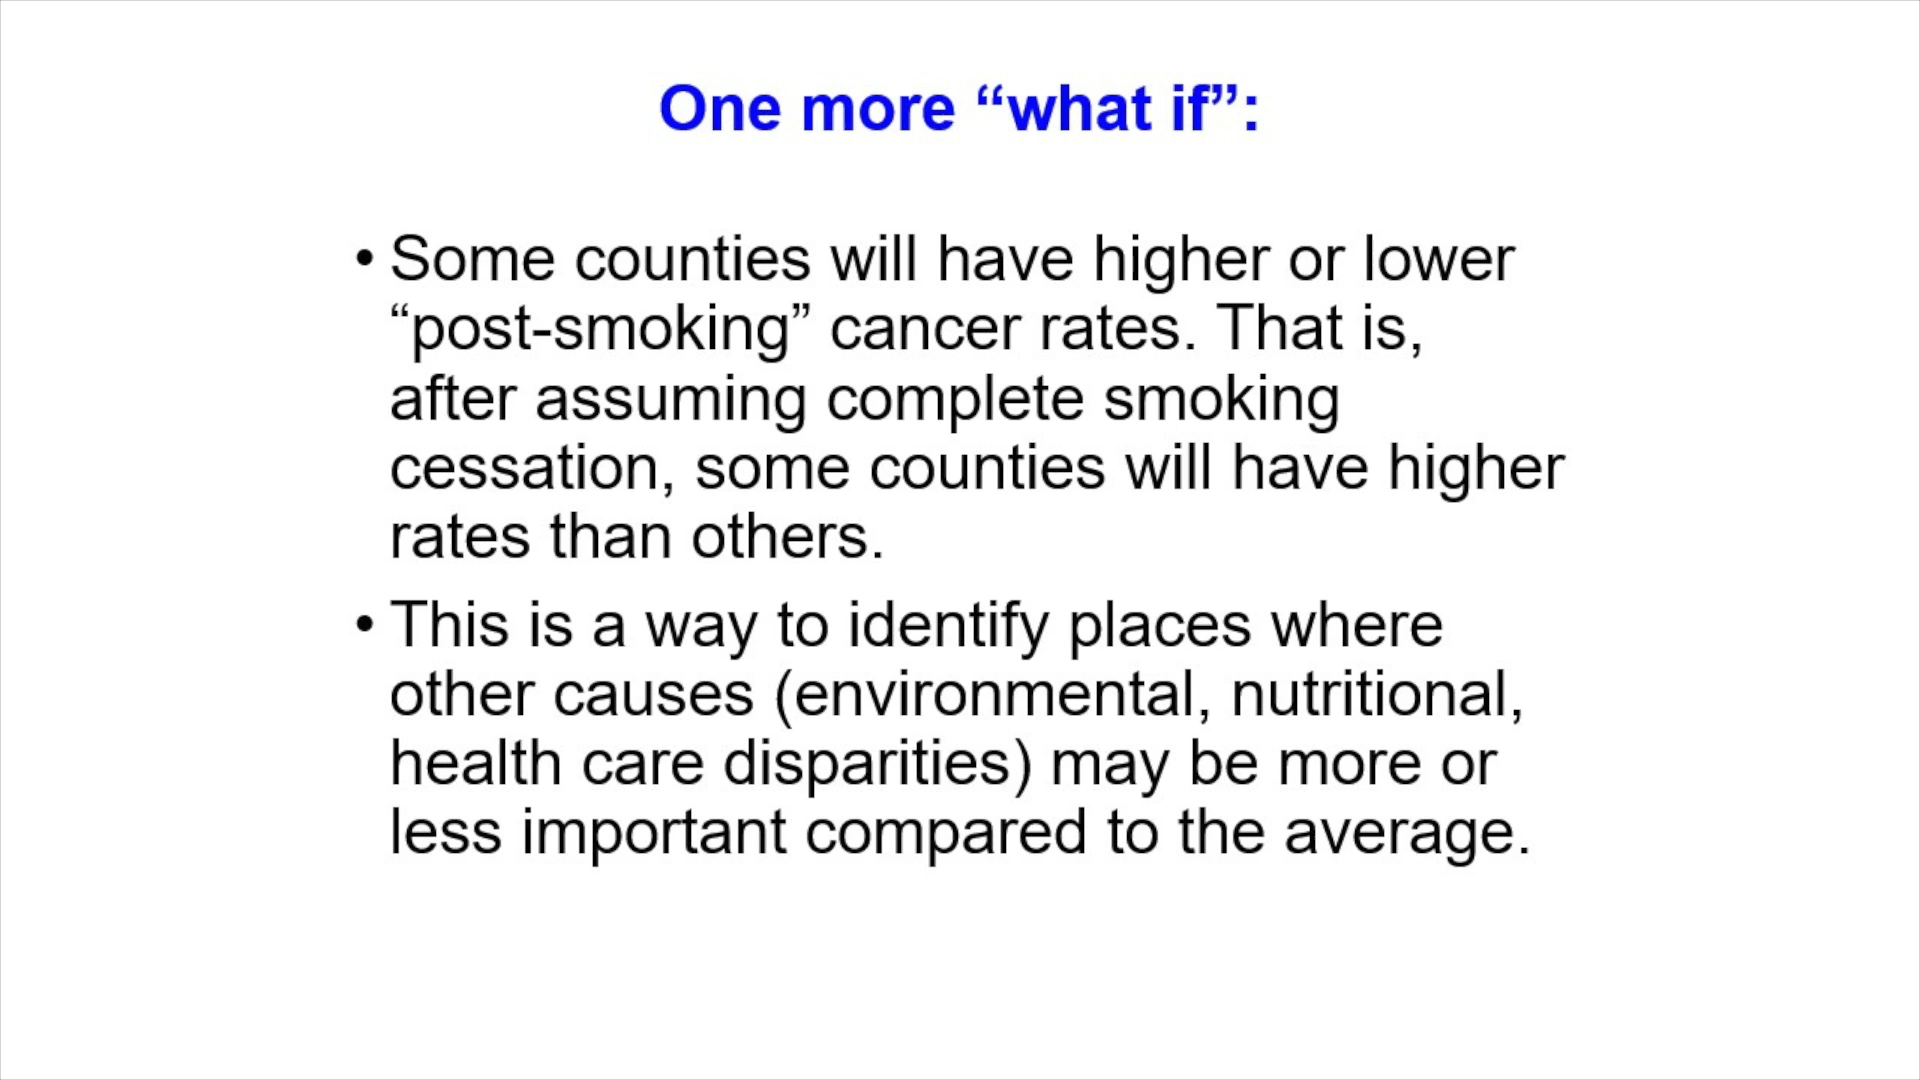 One more “what if”:
• Some counties will have higher or lower
“post-smoking” cancer rates. That is,
after assuming complete smoking
cessation, some counties will have higher
rates than others.
• This is a way to identify places where
other causes (environmental, nutritional,
health care disparities) may be more or
less important compared to the average.